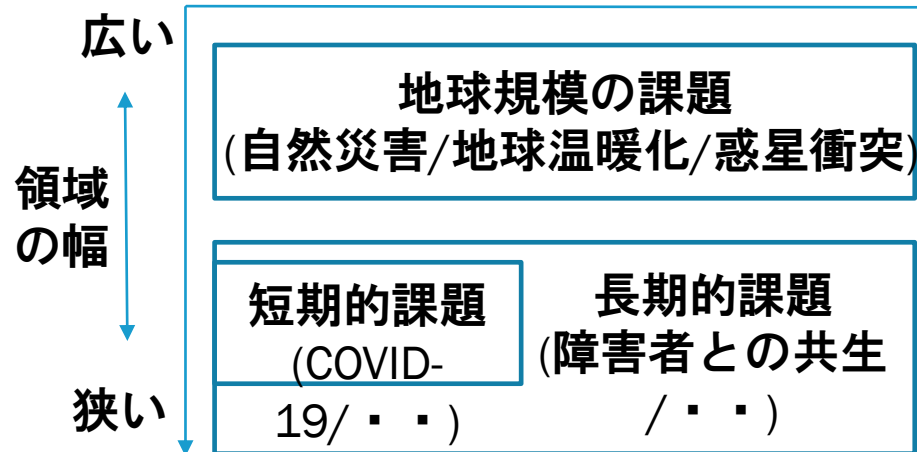 広い
地球規模の課題
(自然災害/地球温暖化/惑星衝突)
領域
の幅
短期的課題
(COVID-
19/・・)
長期的課題
(障害者との共生
/・・)
狭い